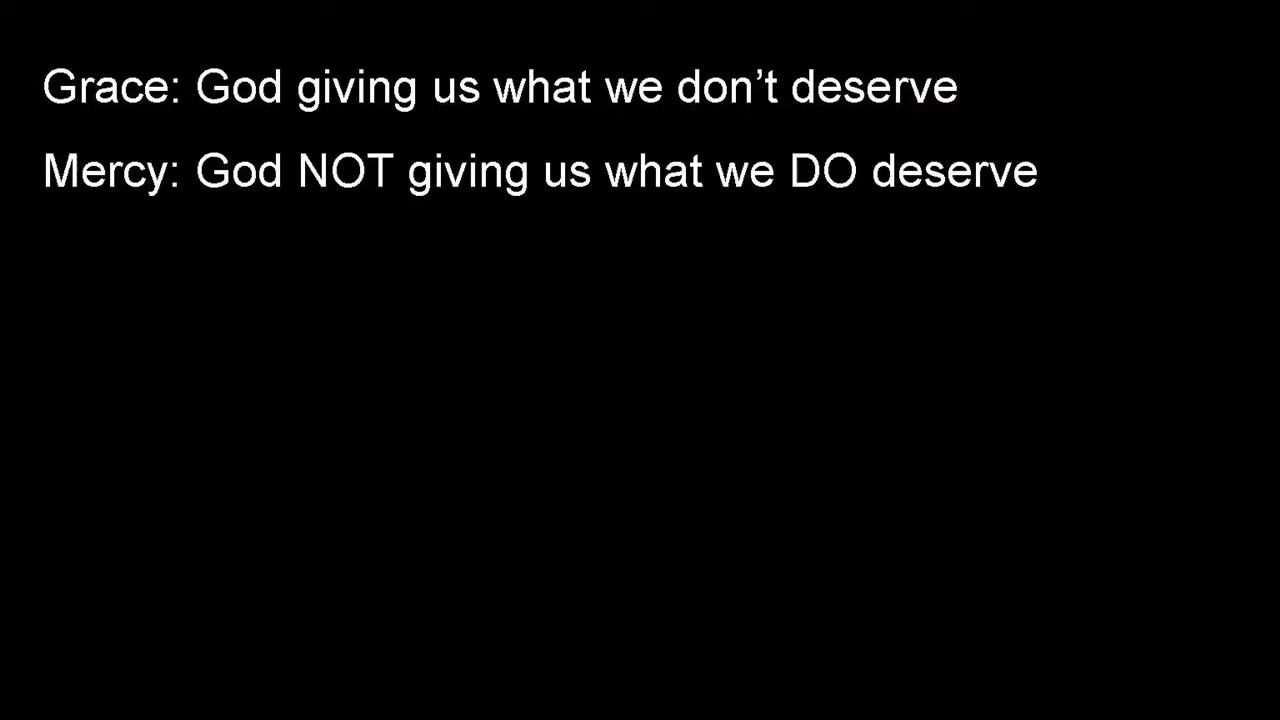 Grace: God giving us what we don’t deserve
Mercy: God NOT giving us what we DO deserve